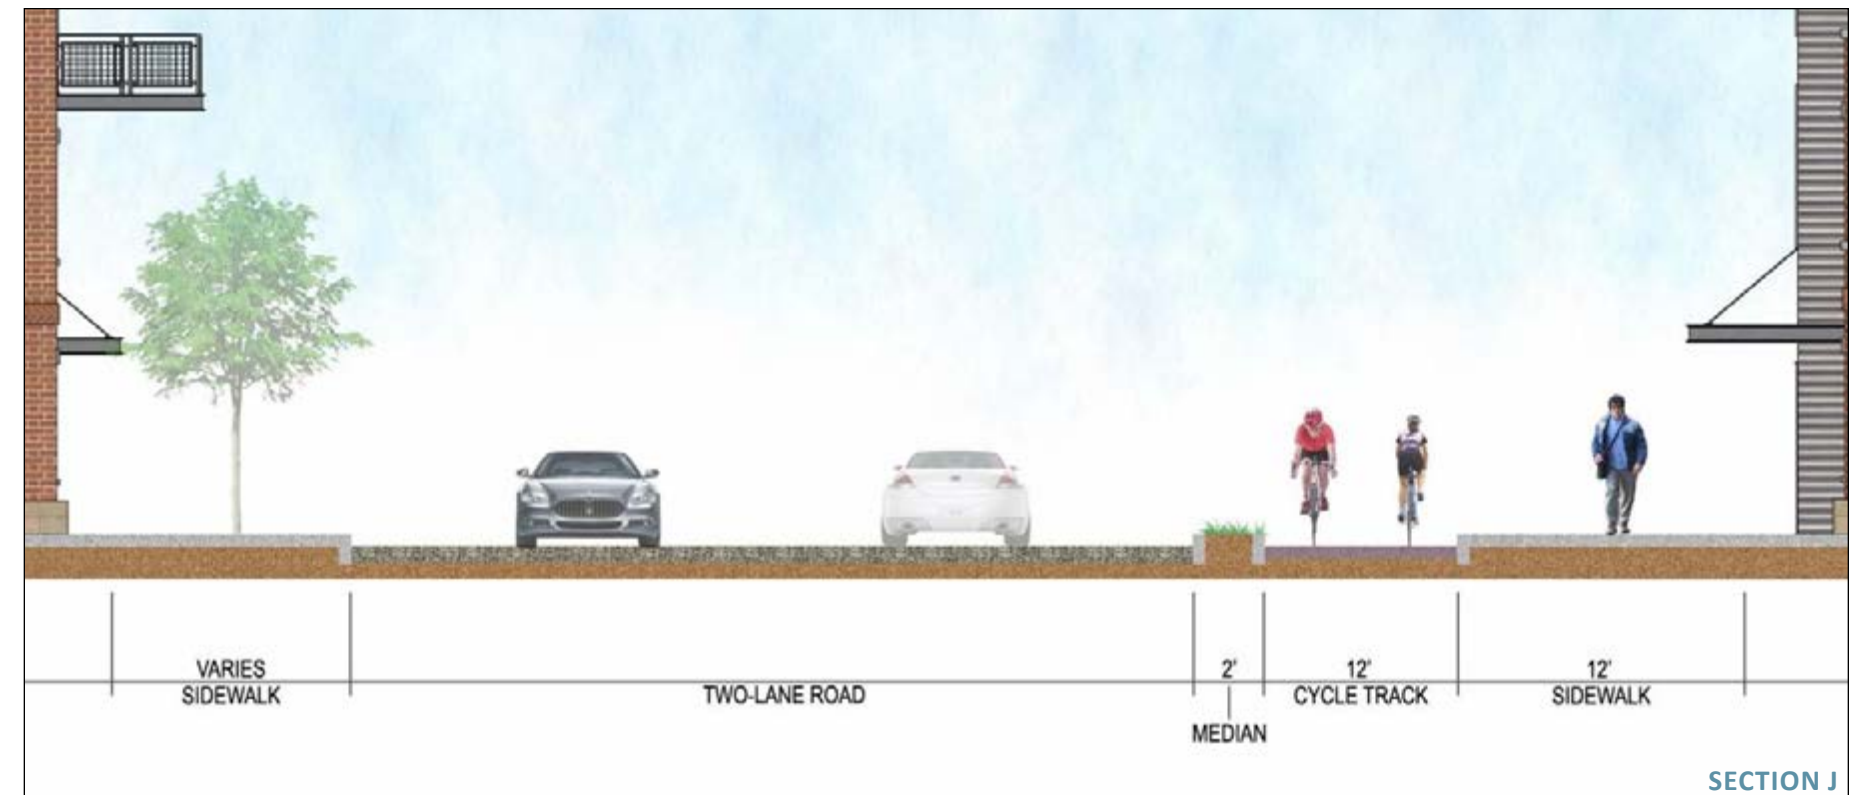 VARIES
SIDEWALK
TWO-LANE ROAD
2'
MEDIAN
12'
CYCLE TRACK
12'
SIDEWALK
SECTION J